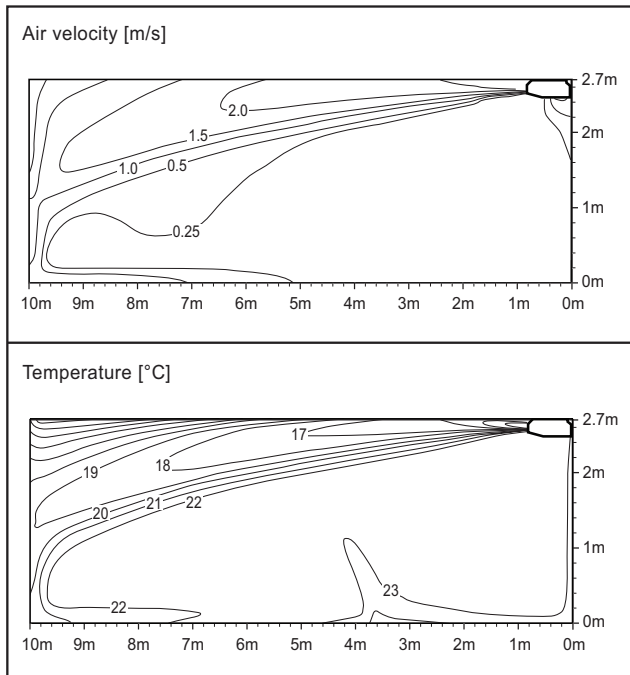 Air velocity [m/s]
2.7m
2.0
2m
1.5
1.0
0.5
1m
0.25
0m
10m 9m 8m 7m 6m 5m 4m 3m 2m 1m 0m
Temperature [°C]
2.7m
17
18
19
2m
20 21 22
1m
23
22
0m
10m 9m 8m 7m 6m 5m 4m 3m 2m 1m 0m